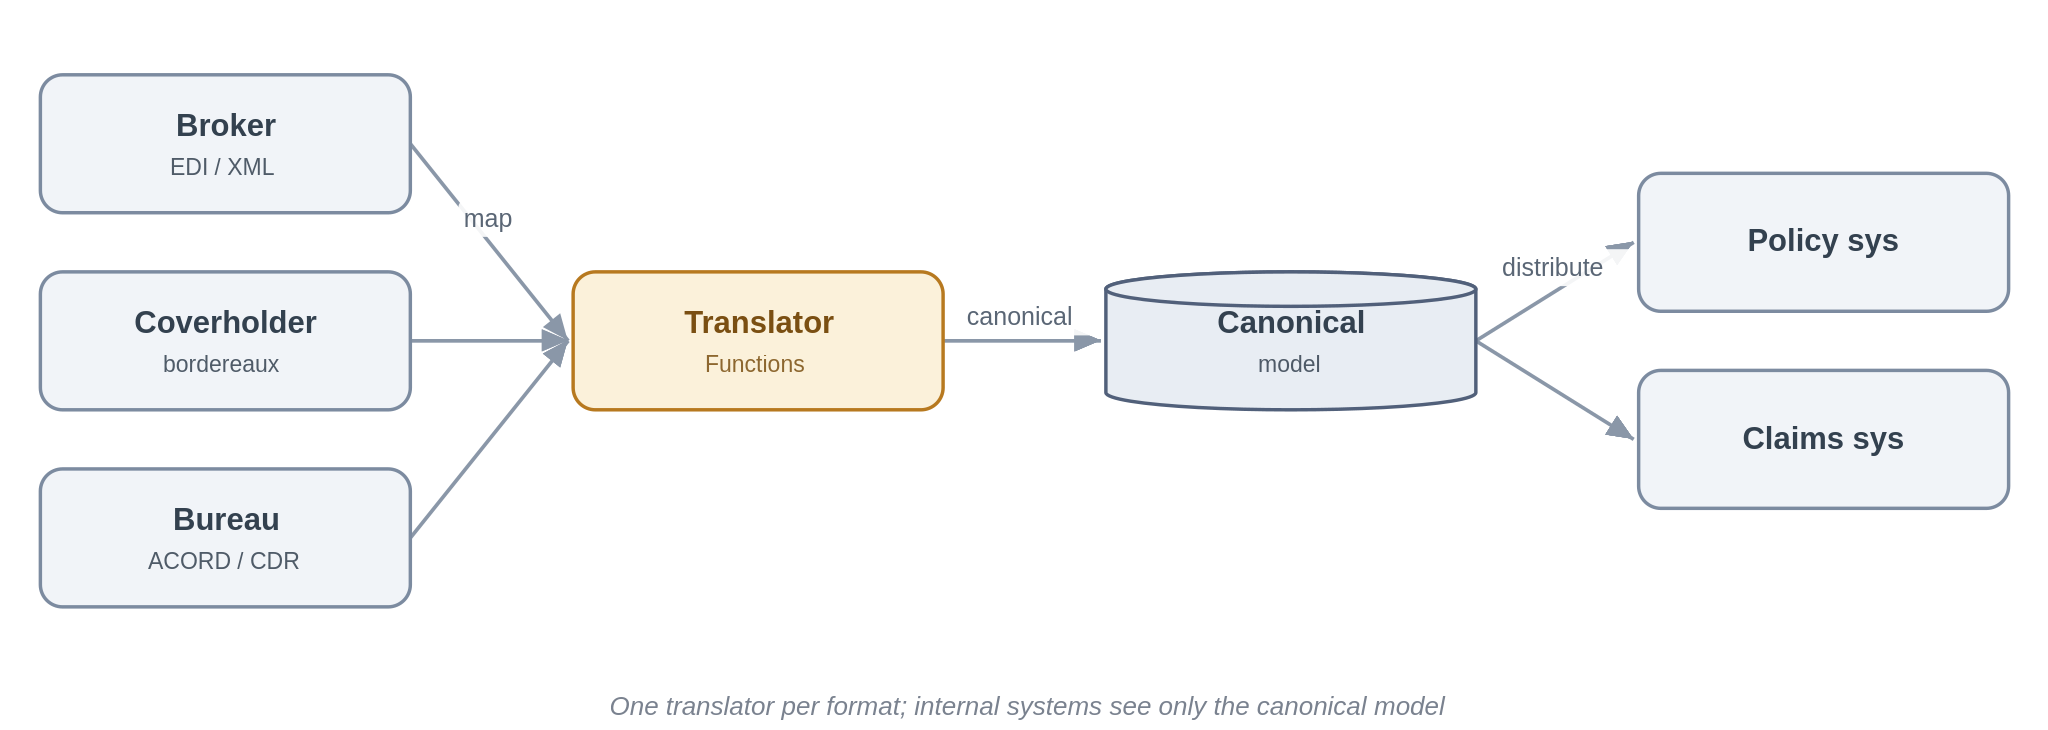 Broker
EDI / XML
map
Coverholder
bordereaux
Bureau
ACORD / CDR
Translator
Functions
canonical
Canonical
model
distribute
Policy sys
Claims sys
One translator per format; internal systems see only the canonical model